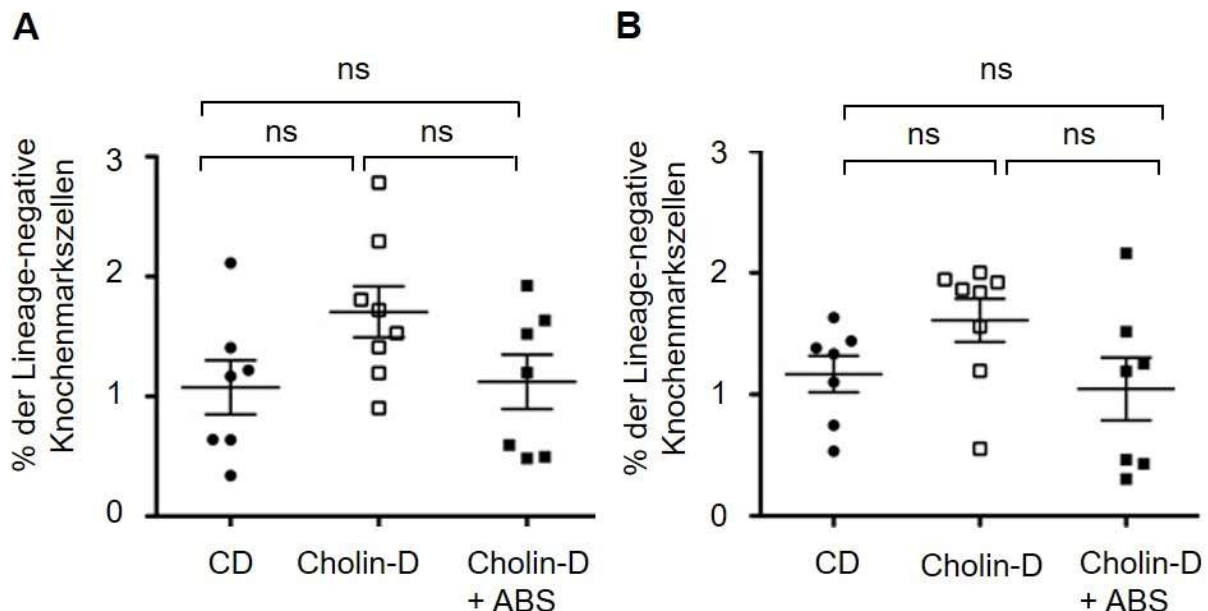 A
ns
ns
ns
% der Lineage-negative
Knochenmarkszellen
3
2
1
0
CD
Cholin-D
Cholin-D
+ ABS
B
ns
ns
ns
% der Lineage-negative
Knochenmarkszellen
3
2
1
0
CD
Cholin-D
Cholin-D
+ ABS